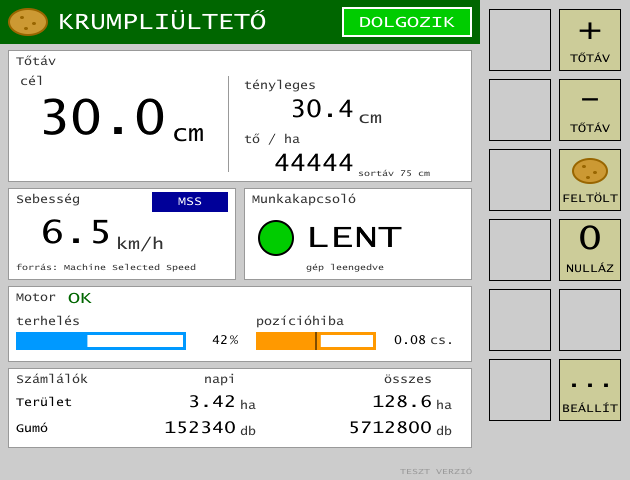 KRUMPLIÜLTETŐ
DOLGOZIK
Tőtáv
cél
30.0 cm
tényleges
30.4 cm
tő / ha
44444 sortáv 75 cm
Sebesség
MSS
6.5 km/h
forrás: Machine Selected Speed
Munkakapcsoló
LENT
gép leengedve
Motor OK
terhelés
42%
pozícióhiba
0.08 cs.
Számlálók napi összes
Terület 3.42 ha 128.6 ha
Gumó 152340 db 5712800 db
TESZT VERZIÓ
+
TŐTÁV
−
TŐTÁV
FELTÖLT
0
NULLÁZ
...
BEÁLLÍT